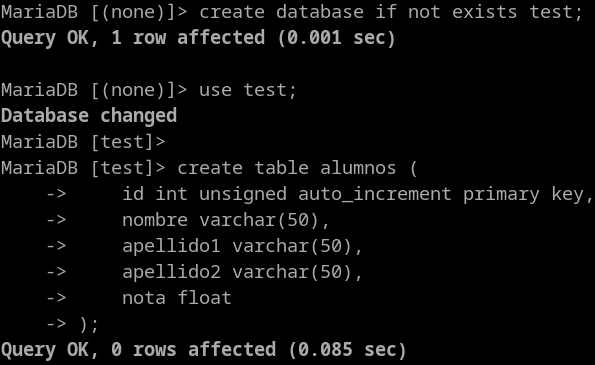 MariaDB [(none)]> create database if not exists test;
Query OK, 1 row affected (0.001 sec)

MariaDB [(none)]> use test;
Database changed
MariaDB [test]>
MariaDB [test]> create table alumnos (
    ->     id int unsigned auto_increment primary key,
    ->     nombre varchar(50),
    ->     apellido1 varchar(50),
    ->     apellido2 varchar(50),
    ->     nota float
    -> );
Query OK, 0 rows affected (0.085 sec)